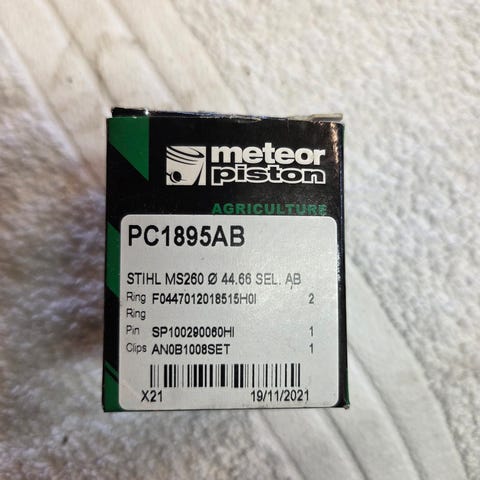 meteor
piston
AGRICULTURE
PC1895AB
STIHL MS260 Ø 44.66 SEL. AB
Ring F0447012018515H0I 2
Ring
Pin SP100290060HI 1
Clips AN0B1008SET 1
X21 19/11/2021